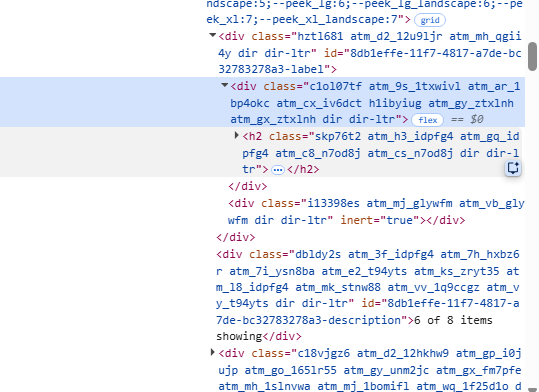 ndscape:5;--peek_lg:6;--peek_lg_landscape:6;--pe
ek_xl:7;--peek_xl_landscape:7"> grid
<div class="hztl681 atm_d2_12u9ljr atm_mh_qgii
4y dir dir-ltr" id="8db1effe-11f7-4817-a7de-bc
32783278a3-label">
<div class="c1ol07tf atm_9s_1txwivl atm_ar_1
bp4okc atm_cx_iv6dct h1ibyiug atm_gy_ztxlnh
atm_gx_ztxlnh dir dir-ltr"> flex == $0
<h2 class="skp76t2 atm_h3_idpfg4 atm_gq_id
pfg4 atm_c8_n7od8j atm_cs_n7od8j dir dir-l
tr"> … </h2>
</div>
<div class="i13398es atm_mj_glywfm atm_vb_gly
wfm dir dir-ltr" inert="true"></div>
</div>
<div class="dbldy2s atm_3f_idpfg4 atm_7h_hxbz6
r atm_7i_ysn8ba atm_e2_t94yts atm_ks_zryt35 at
m_l8_idpfg4 atm_mk_stnw88 atm_vv_1q9ccgz atm_v
y_t94yts dir dir-ltr" id="8db1effe-11f7-4817-a
7de-bc32783278a3-description">6 of 8 items
showing</div>
<div class="c18vjgz6 atm_d2_12hkhw9 atm_gp_i0j
ujp atm_go_165lr55 atm_gy_unm2jc atm_gx_fm7pfe
atm_mh_1slnvwa atm_mj_1bomifl atm_wq_1f25d1o d